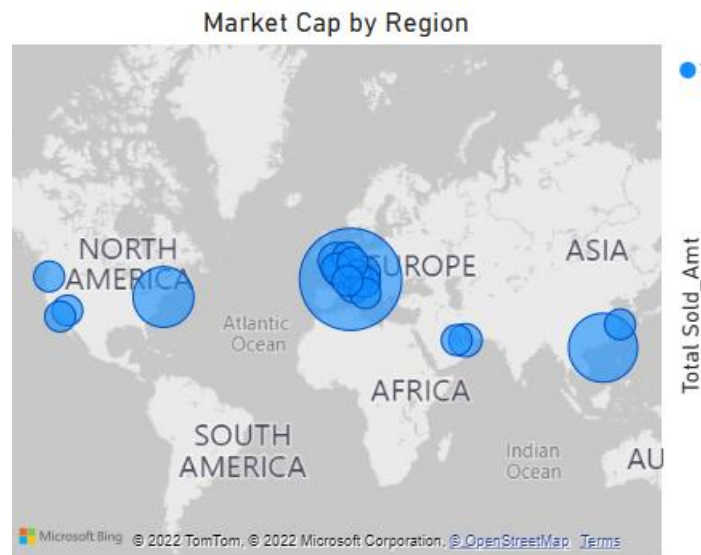 Market Cap by Region
NORTH
AMERICA
EUROPE
ASIA
Atlantic
Ocean
AFRICA
SOUTH
AMERICA
Indian
Ocean
AU
Microsoft Bing
© 2022 TomTom, © 2022 Microsoft Corporation, © OpenStreetMap Terms
Total Sold_Amt